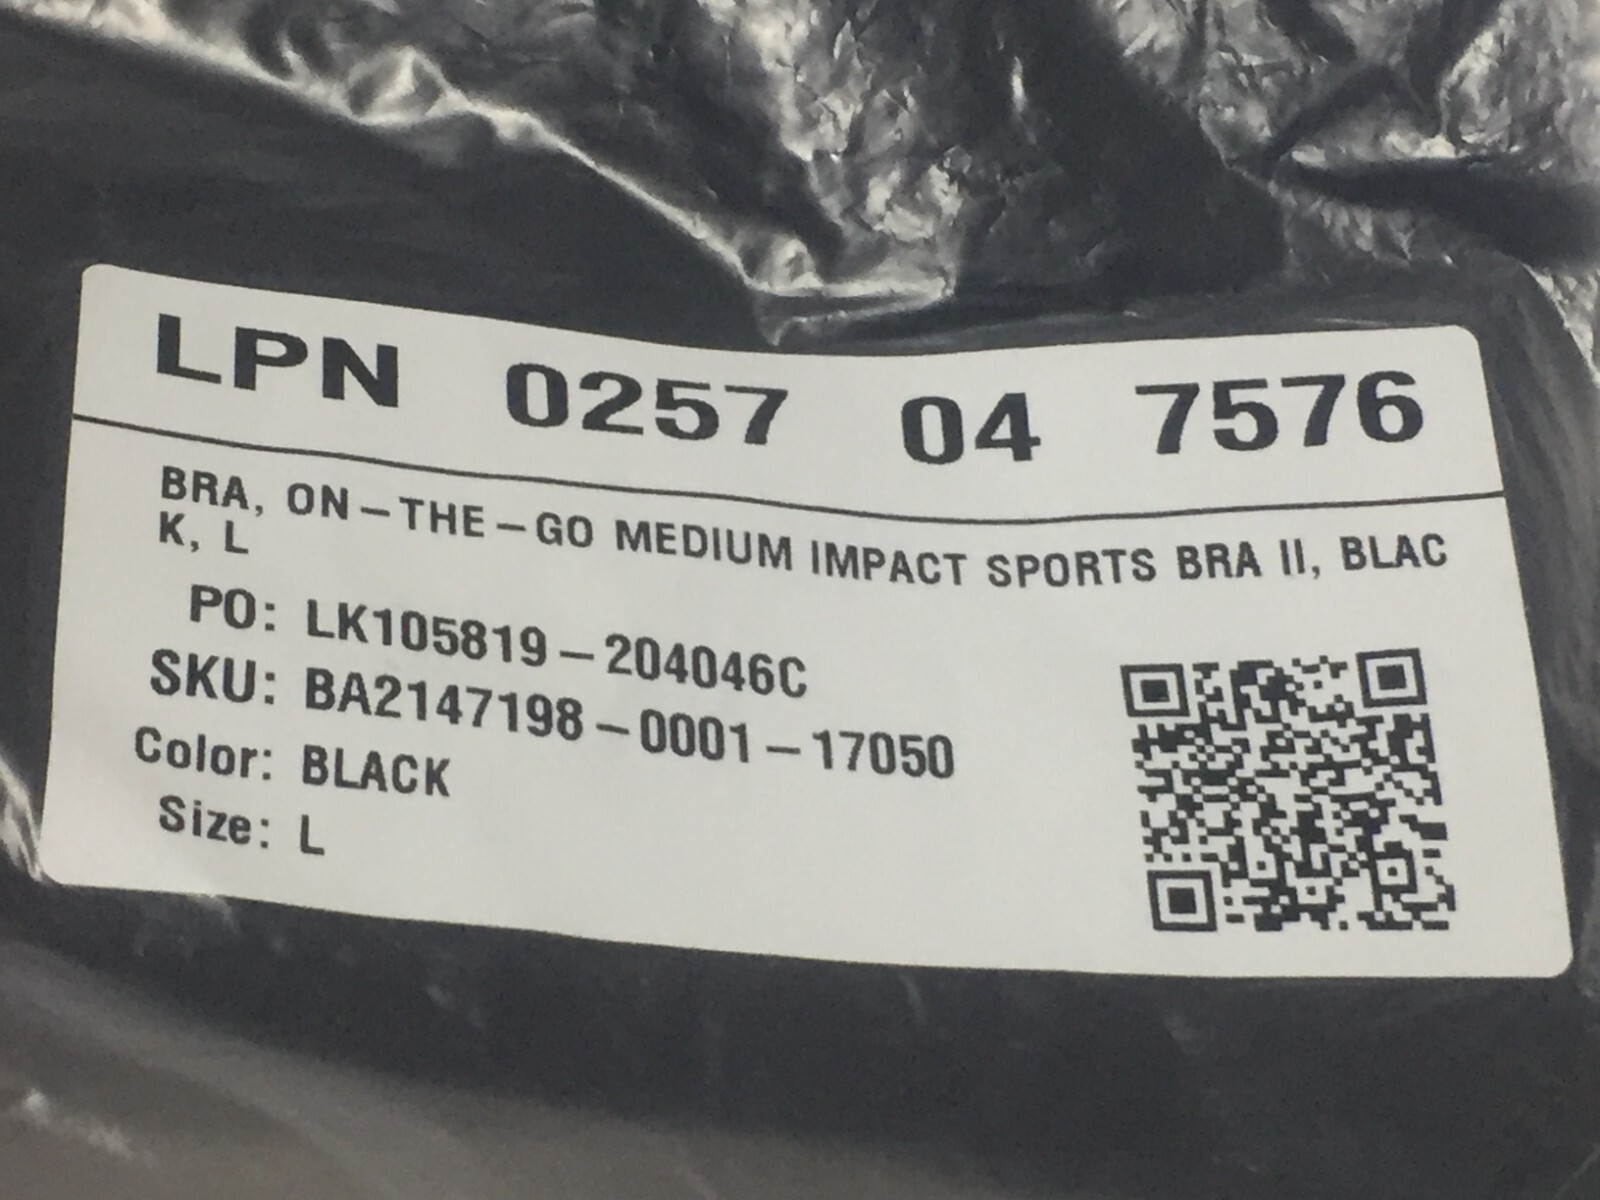 LPN 0257 04 7576
BRA, ON-THE-GO MEDIUM IMPACT SPORTS BRA II, BLAC
K, L
PO: LK105819-204046C
SKU: BA2147198-0001-17050
Color: BLACK
Size: L